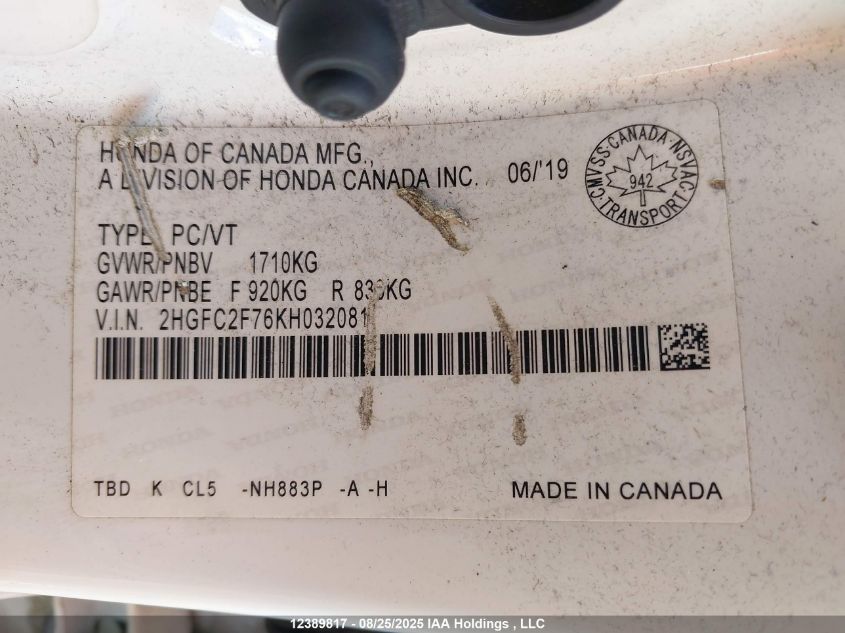 HONDA OF CANADA MFG.,
A DIVISION OF HONDA CANADA INC. 06/'19
CMVSS·CANADA·NSVAC·TRANSPORT
942
TYPE PC/VT
GVWR/PNBV 1710KG
GAWR/PNBE F 920KG R
V.I.N. 2HGFC2F76KH032081
TBD K CL5 -NH883P -A -H
MADE IN CANADA
12389817 - 08/25/2025 IAA Holdings , LLC